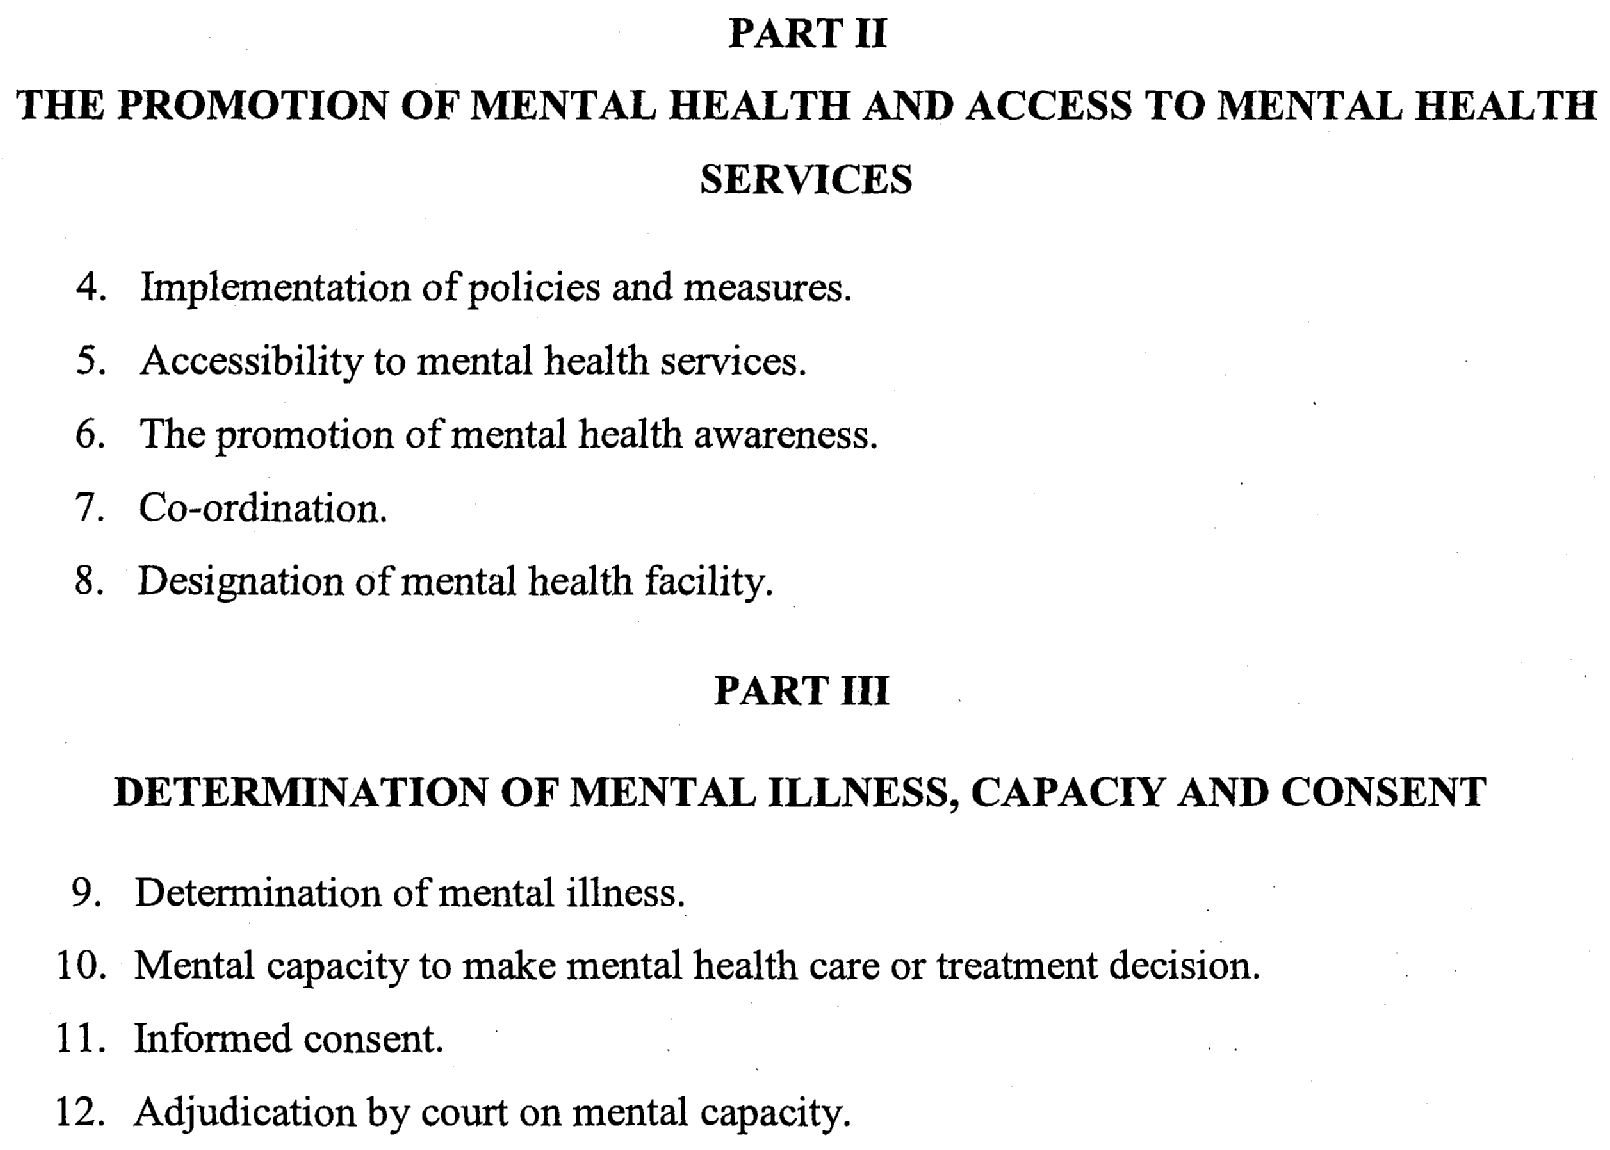 PART II
THE PROMOTION OF MENTAL HEALTH AND ACCESS TO MENTAL HEALTH
SERVICES
4. Implementation of policies and measures.
5. Accessibility to mental health services.
6. The promotion of mental health awareness.
7. Co-ordination.
8. Designation of mental health facility.
PART III
DETERMINATION OF MENTAL ILLNESS, CAPACIY AND CONSENT
9. Determination of mental illness.
10. Mental capacity to make mental health care or treatment decision.
11. Informed consent.
12. Adjudication by court on mental capacity.